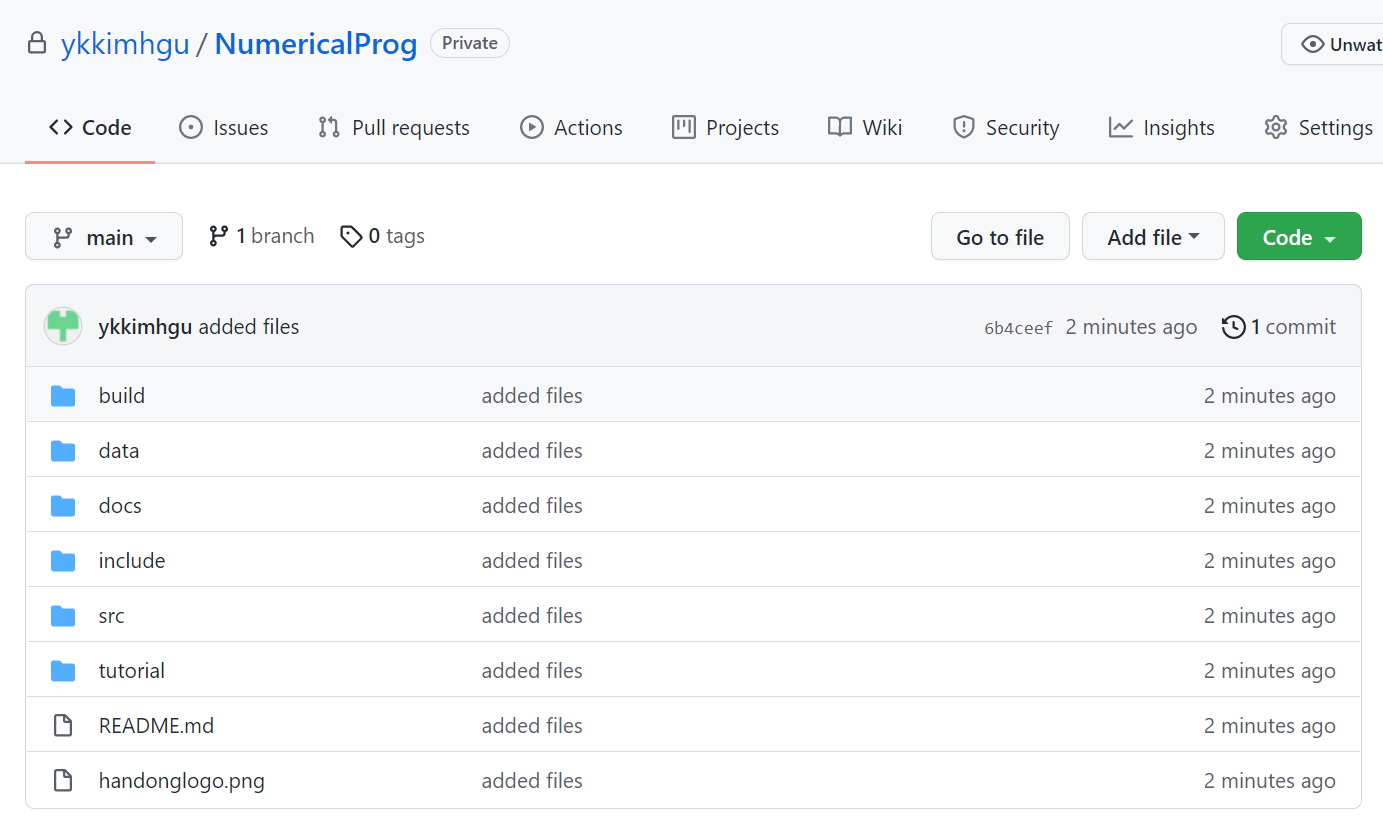 ykkimhgu / NumericalProg Private Unwat
Code Issues Pull requests Actions Projects Wiki Security Insights Settings
main 1 branch 0 tags Go to file Add file Code
ykkimhgu added files 6b4ceef 2 minutes ago 1 commit
build added files 2 minutes ago
data added files 2 minutes ago
docs added files 2 minutes ago
include added files 2 minutes ago
src added files 2 minutes ago
tutorial added files 2 minutes ago
README.md added files 2 minutes ago
handonglogo.png added files 2 minutes ago